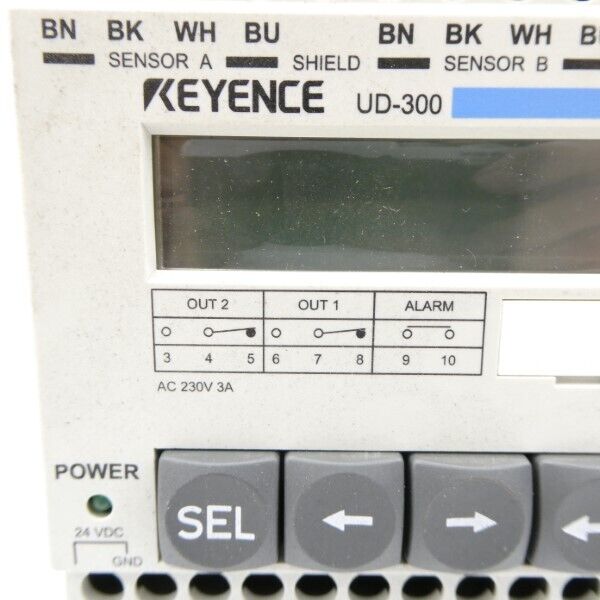 BN BK WH BU BN BK WH
SENSOR A SHIELD SENSOR B
KEYENCE UD-300
OUT 2 OUT 1 ALARM
3 4 5 6 7 8 9 10
AC 230V 3A
POWER
SEL ← → ←
24 VDC
GND